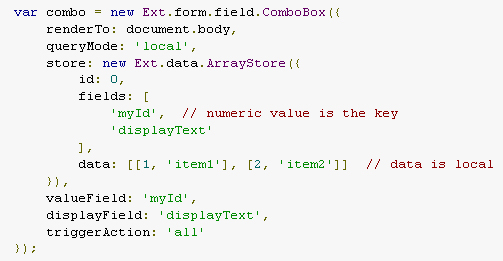 var combo = new Ext.form.field.ComboBox({
    renderTo: document.body,
    queryMode: 'local',
    store: new Ext.data.ArrayStore({
        id: 0,
        fields: [
            'myId',  // numeric value is the key
            'displayText'
        ],
        data: [[1, 'item1'], [2, 'item2']]  // data is local
    }),
    valueField: 'myId',
    displayField: 'displayText',
    triggerAction: 'all'
});